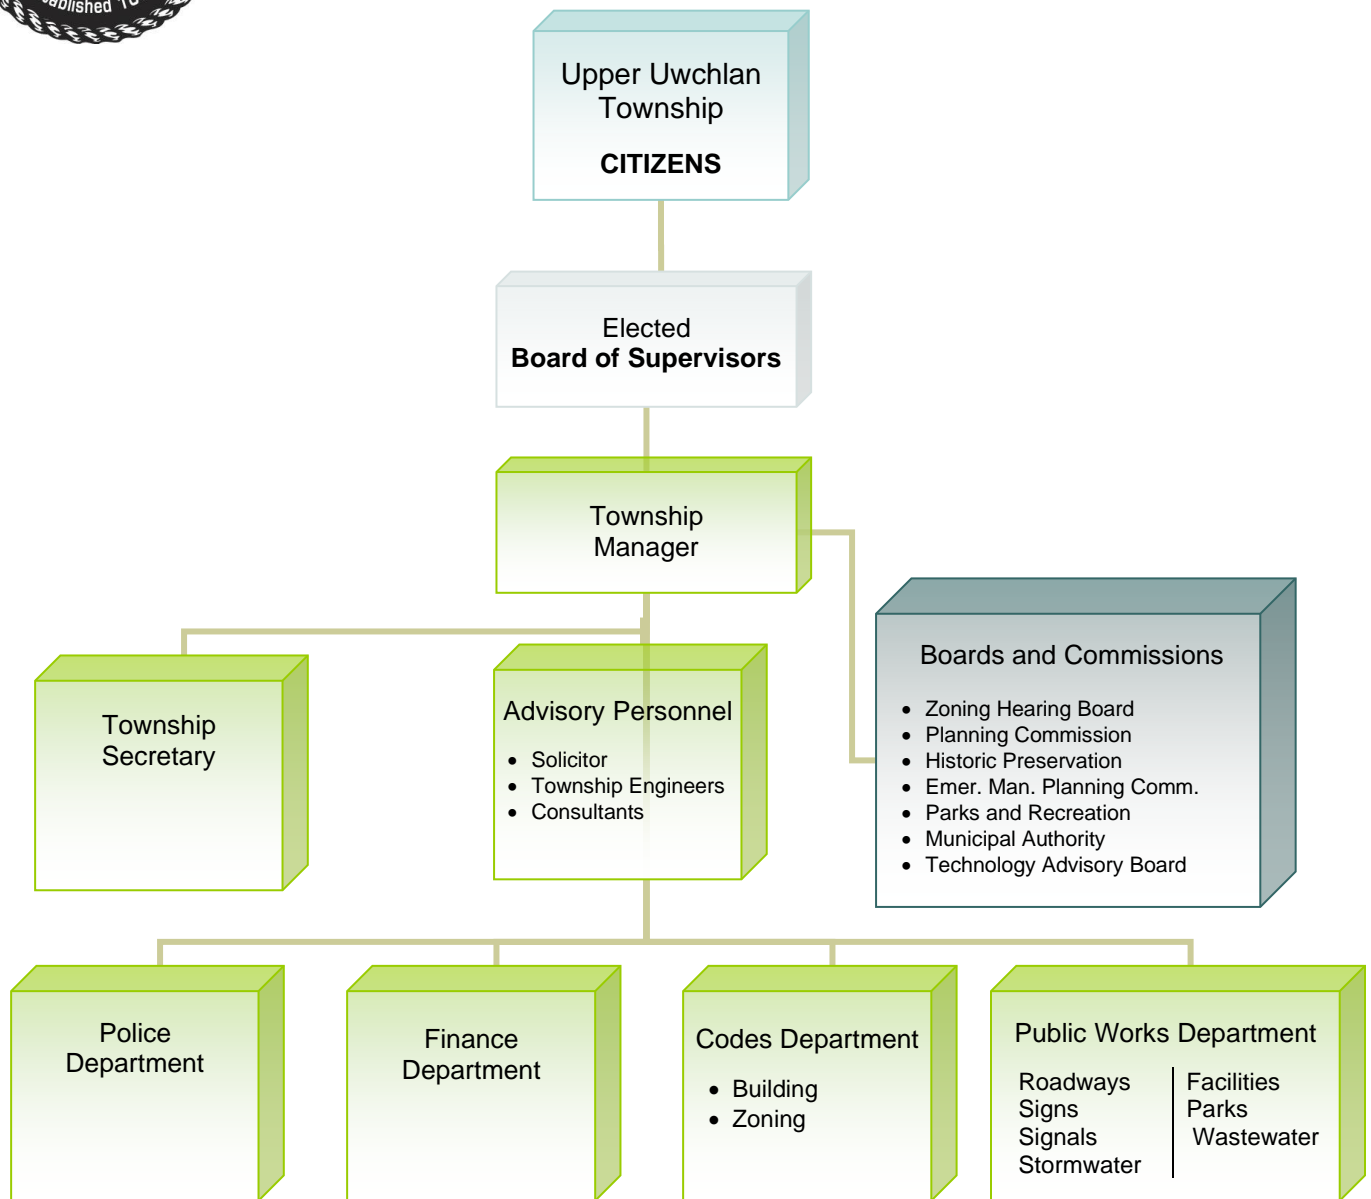 Upper Uwchlan
Township
CITIZENS
Elected
Board of Supervisors
Township
Manager
Township
Secretary
Advisory Personnel
• Solicitor
• Township Engineers
• Consultants
Boards and Commissions
• Zoning Hearing Board
• Planning Commission
• Historic Preservation
• Emer. Man. Planning Comm.
• Parks and Recreation
• Municipal Authority
• Technology Advisory Board
Police
Department
Finance
Department
Codes Department
• Building
• Zoning
Public Works Department
Roadways
Signs
Signals
Stormwater
Facilities
Parks
Wastewater